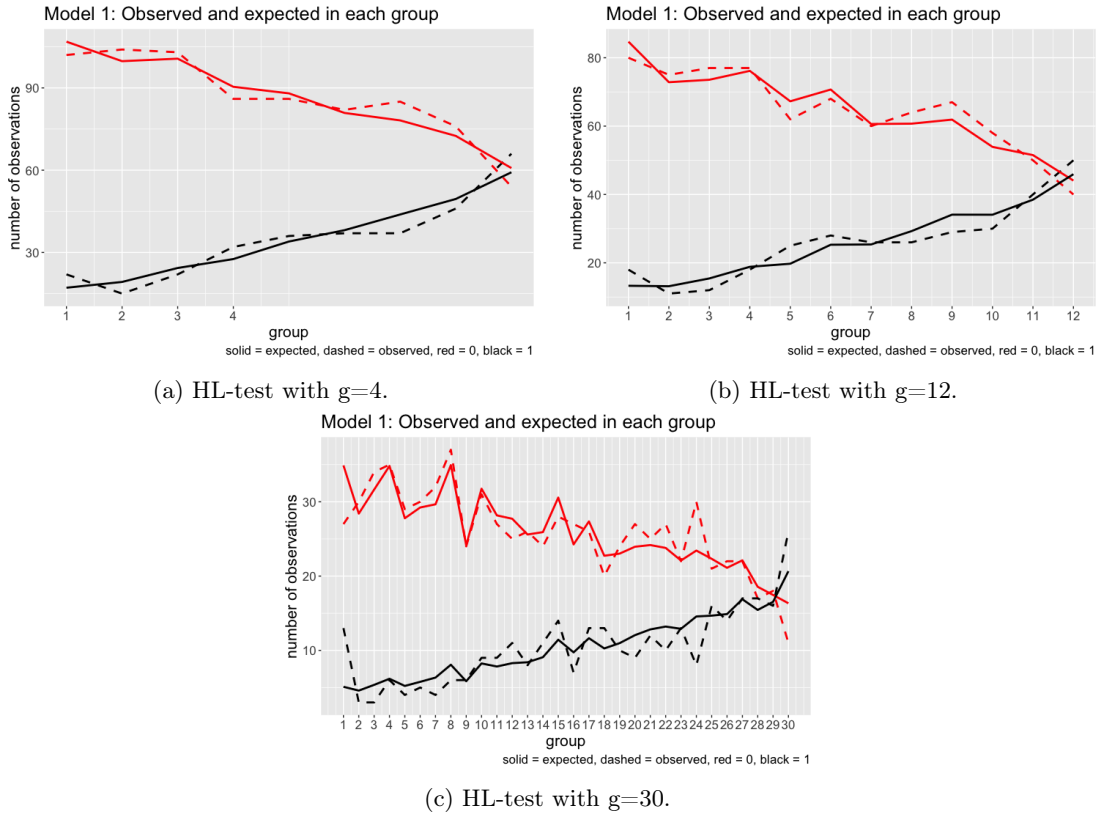 Model 1: Observed and expected in each group
number of observations
90
60
30
1 2 3 4
group
solid = expected, dashed = observed, red = 0, black = 1
(a) HL-test with g=4.
Model 1: Observed and expected in each group
number of observations
80
60
40
20
1 2 3 4 5 6 7 8 9 10 11 12
group
solid = expected, dashed = observed, red = 0, black = 1
(b) HL-test with g=12.
Model 1: Observed and expected in each group
number of observations
30
20
10
1 2 3 4 5 6 7 8 9 10 11 12 13 14 15 16 17 18 19 20 21 22 23 24 25 26 27 28 29 30
group
solid = expected, dashed = observed, red = 0, black = 1
(c) HL-test with g=30.